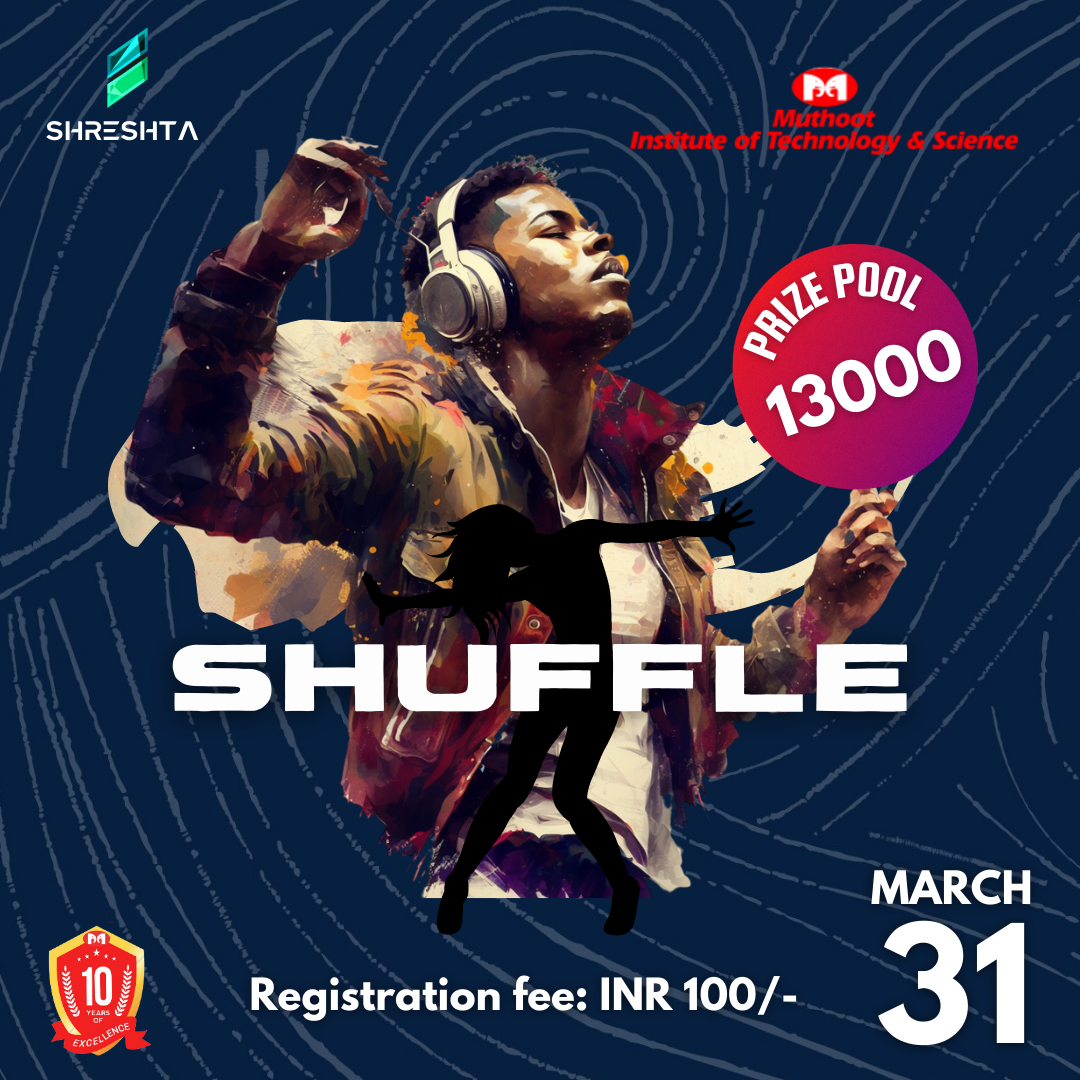 SHRESHTA
Muthoot
Institute of Technology & Science
PRIZE POOL
13000
SHUFFLE
MARCH
31
Registration fee: INR 100/-
10
YEARS
OF
EXCELLENCE